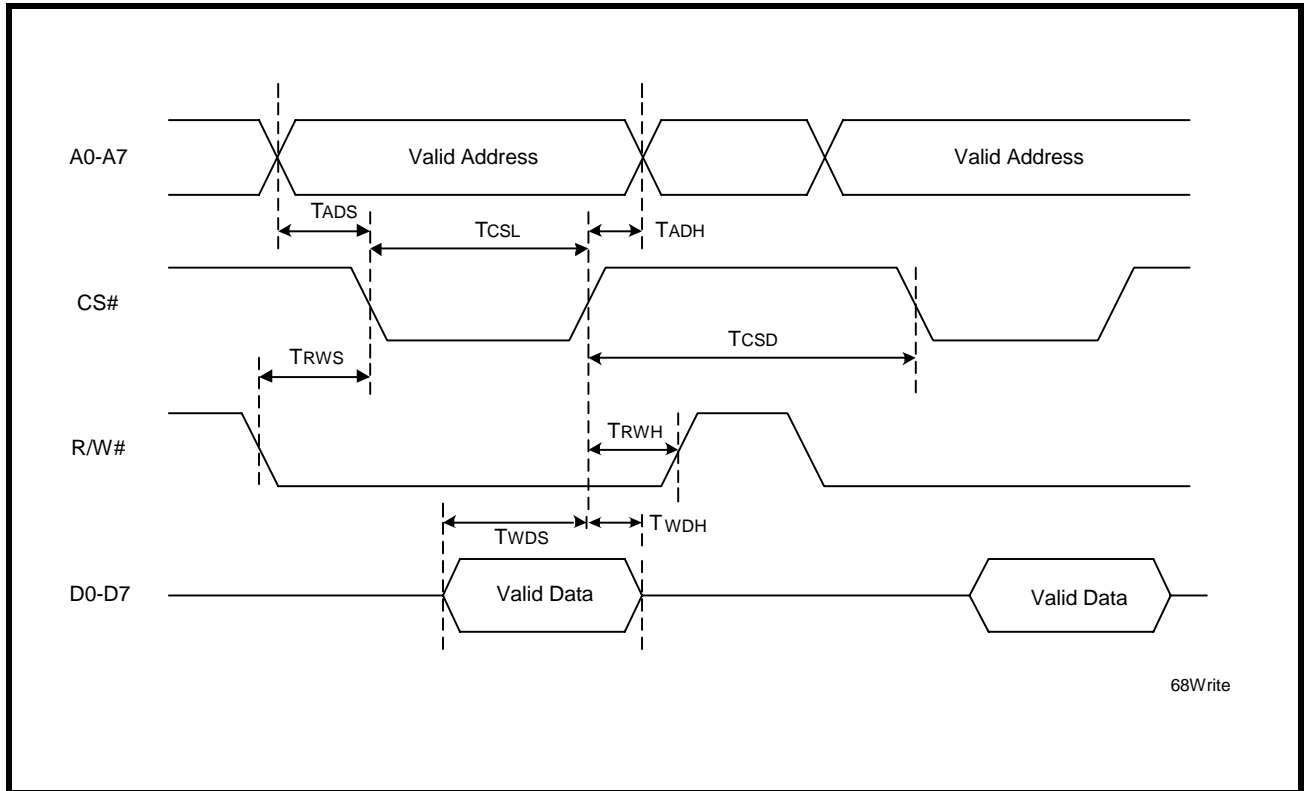 A0-A7
Valid Address
Valid Address
TADS
TCSL
TADH
CS#
TCSD
TRWS
R/W#
TRWH
TWDS
TWDH
D0-D7
Valid Data
Valid Data
68Write